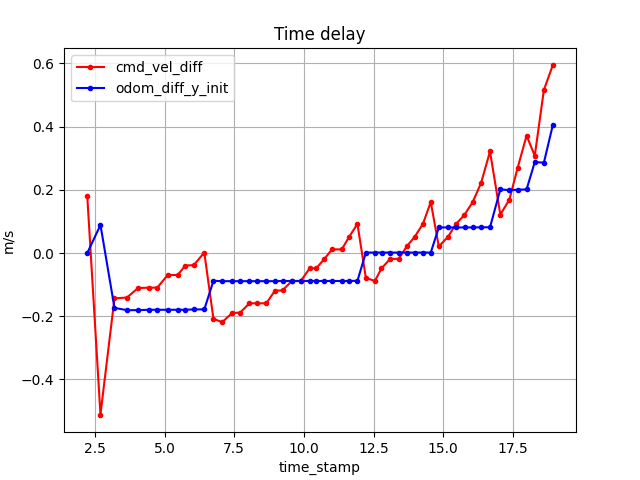 Time delay
cmd_vel_diff
odom_diff_y_init
0.6
0.4
0.2
0.0
−0.2
−0.4
m/s
2.5 5.0 7.5 10.0 12.5 15.0 17.5
time_stamp